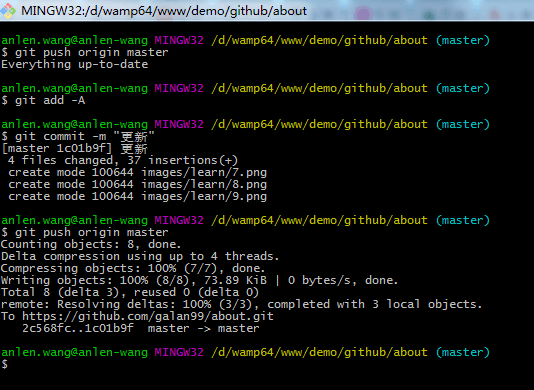 MINGW32:/d/wamp64/www/demo/github/about
anlen.wang@anlen-wang MINGW32 /d/wamp64/www/demo/github/about (master)
$ git push origin master
Everything up-to-date
anlen.wang@anlen-wang MINGW32 /d/wamp64/www/demo/github/about (master)
$ git add -A
anlen.wang@anlen-wang MINGW32 /d/wamp64/www/demo/github/about (master)
$ git commit -m "更新"
[master 1c01b9f] 更新
 4 files changed, 37 insertions(+)
 create mode 100644 images/learn/7.png
 create mode 100644 images/learn/8.png
 create mode 100644 images/learn/9.png
anlen.wang@anlen-wang MINGW32 /d/wamp64/www/demo/github/about (master)
$ git push origin master
Counting objects: 8, done.
Delta compression using up to 4 threads.
Compressing objects: 100% (7/7), done.
Writing objects: 100% (8/8), 73.89 KiB | 0 bytes/s, done.
Total 8 (delta 3), reused 0 (delta 0)
remote: Resolving deltas: 100% (3/3), completed with 3 local objects.
To https://github.com/galan99/about.git
   2c568fc..1c01b9f  master -> master
anlen.wang@anlen-wang MINGW32 /d/wamp64/www/demo/github/about (master)
$